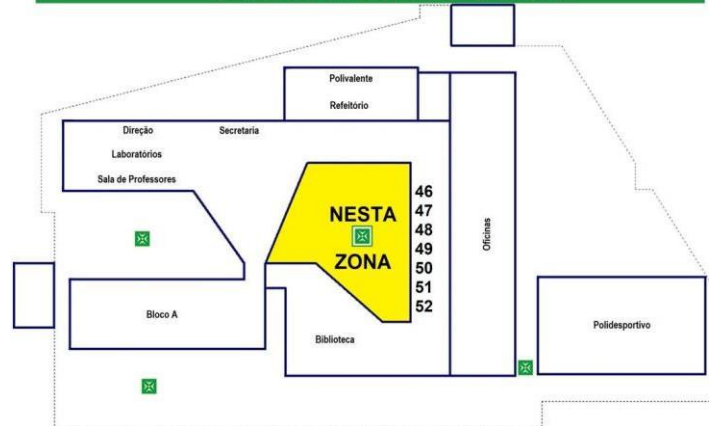 Polivalente
Refeitório
Direção
Secretaria
Laboratórios
Sala de Professores
NESTA
ZONA
46
47
48
49
50
51
52
Oficinas
Bloco A
Biblioteca
Polidesportivo